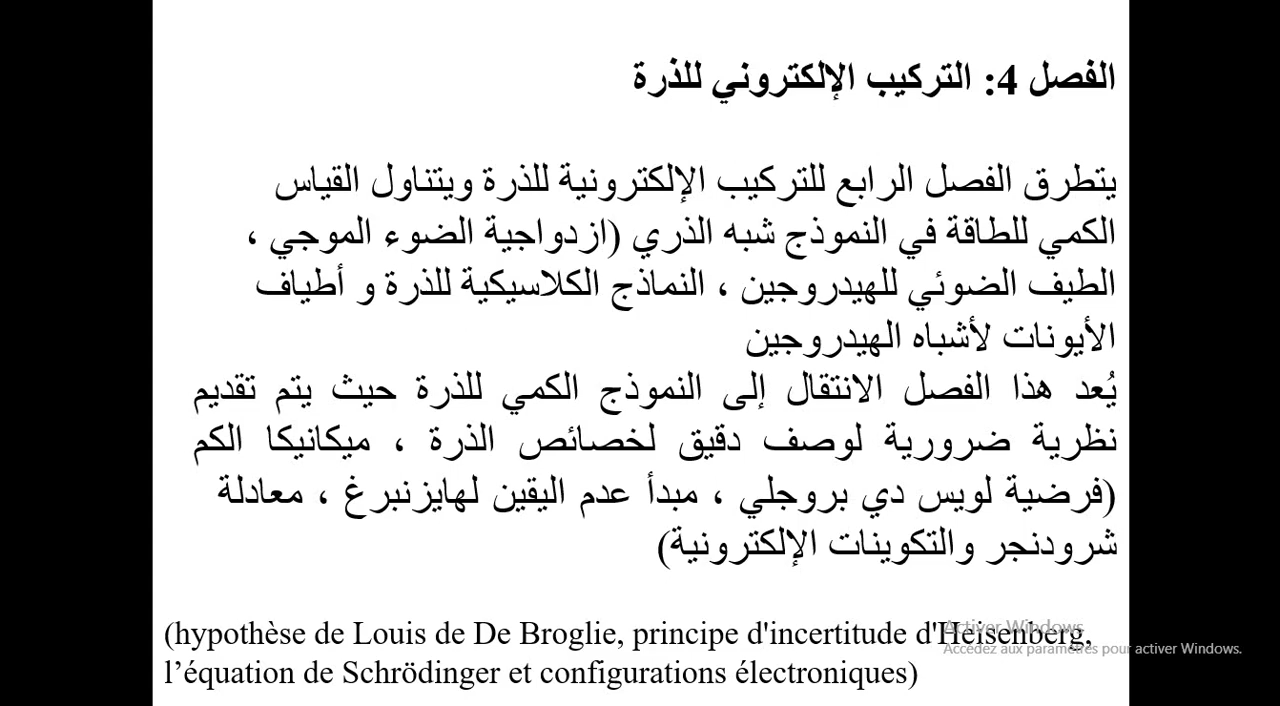 الفصل 4: التركيب الإلكتروني للذرة
يتطرق الفصل الرابع للتركيب الإلكترونية للذرة ويتناول القياس
الكمي للطاقة في النموذج شبه الذري (ازدواجية الضوء الموجي ،
الطيف الضوئي للهيدروجين ، النماذج الكلاسيكية للذرة و أطياف
الأيونات لأشباه الهيدروجين
يُعد هذا الفصل الانتقال إلى النموذج الكمي للذرة حيث يتم تقديم
نظرية ضرورية لوصف دقيق لخصائص الذرة ، ميكانيكا الكم
(فرضية لويس دي بروجلي ، مبدأ عدم اليقين لهايزنبرغ ، معادلة
شرودنجر والتكوينات الإلكترونية)
(hypothèse de Louis de De Broglie, principe d'incertitude d'Heisenberg,
l'équation de Schrödinger et configurations électroniques)
Activer Windows
Accédez aux paramètres pour activer Windows.